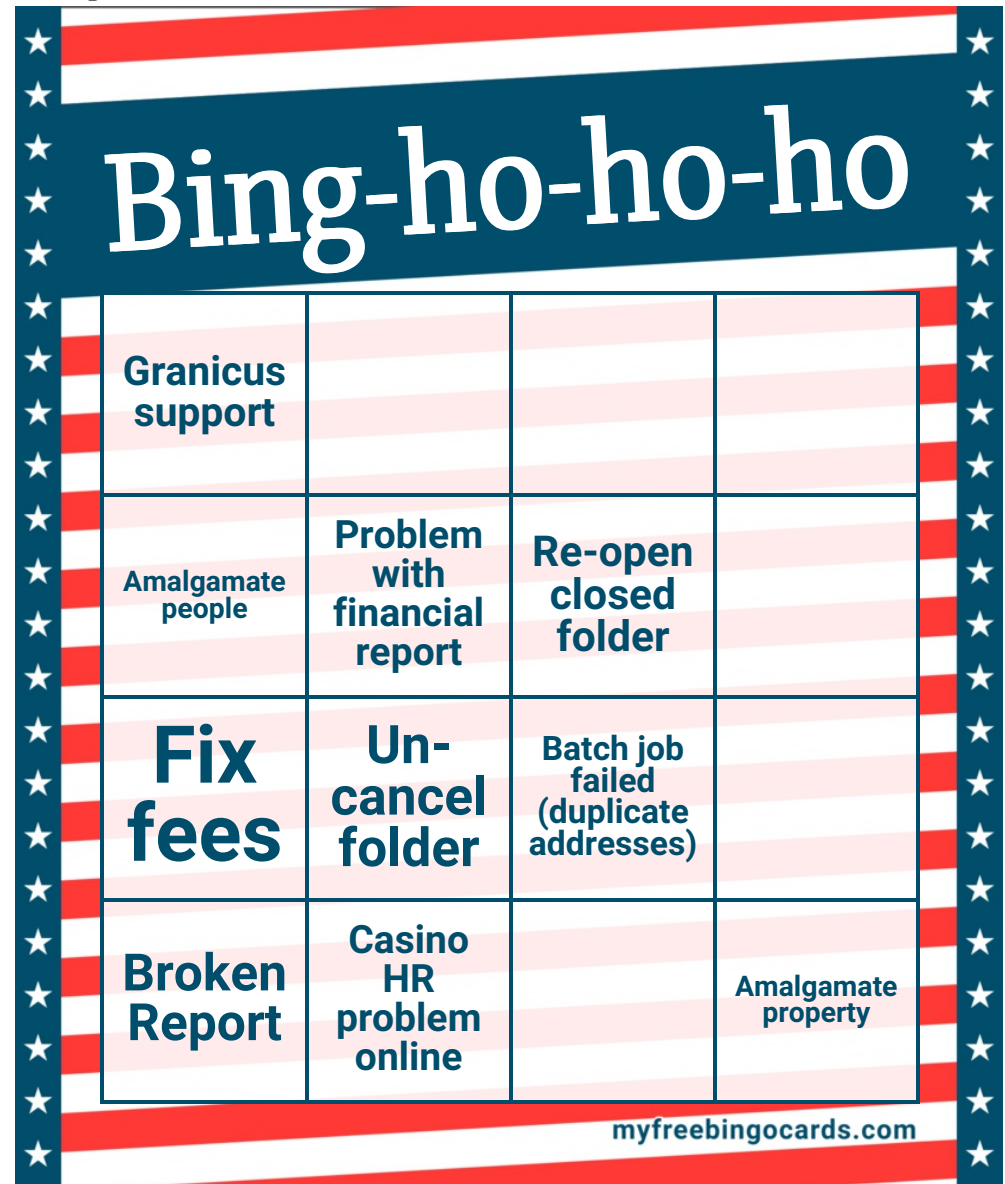 Bing-ho-ho-ho
Granicus
support
Amalgamate
people
Problem
with
financial
report
Re-open
closed
folder
Fix
fees
Un-
cancel
folder
Batch job
failed
(duplicate
addresses)
Broken
Report
Casino
HR
problem
online
Amalgamate
property
myfreebingocards.com